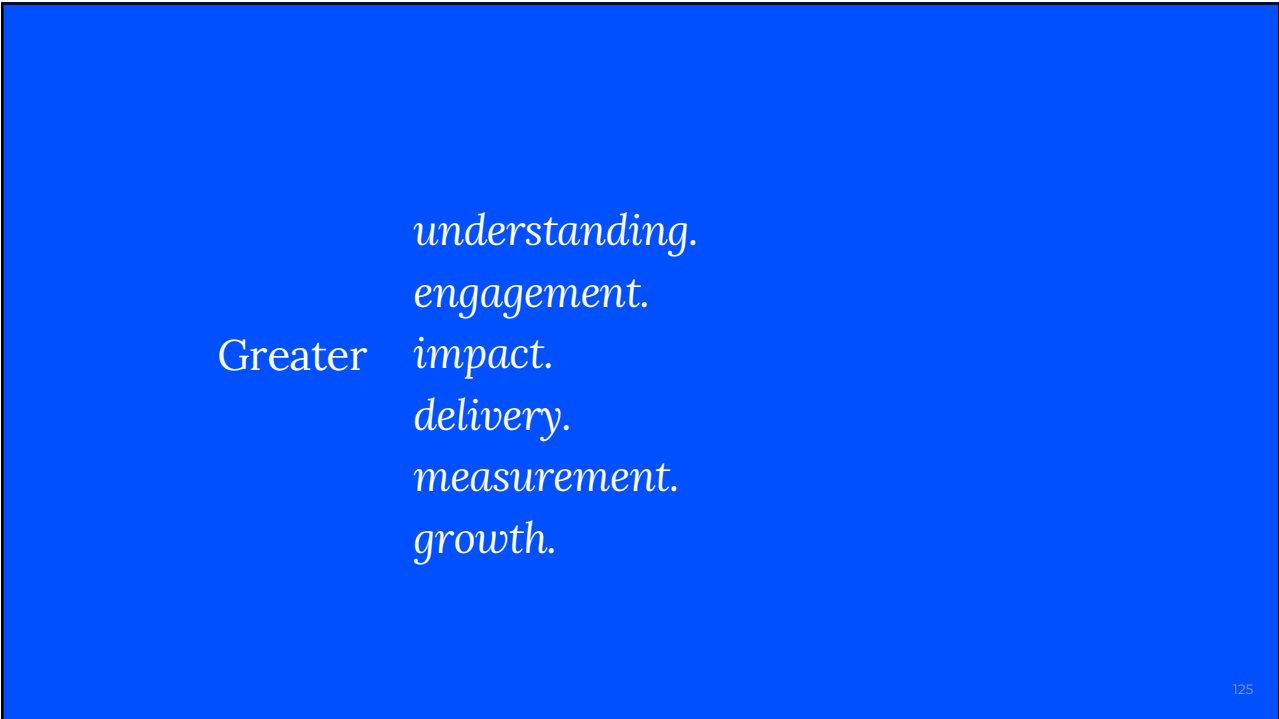 understanding.
engagement.
Greater impact.
delivery.
measurement.
growth.
125